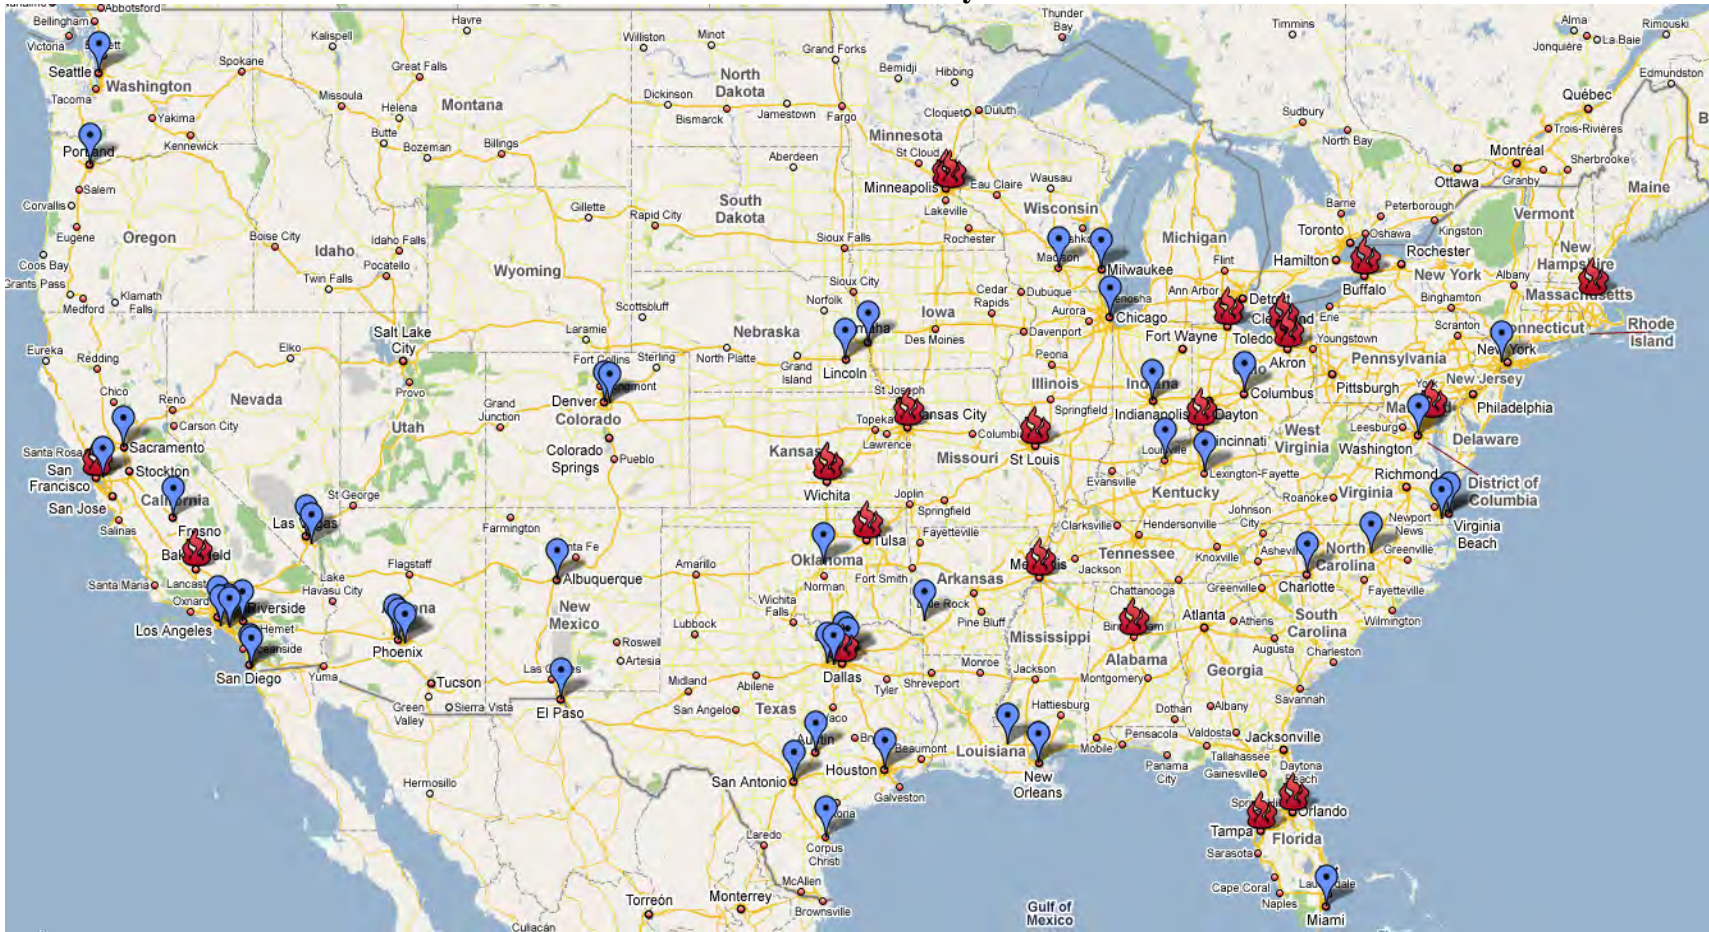 Abbotsford
Bellingham
Victoria
Seattle
Tacoma
Washington
Spokane
Yakima
Kennewick
Portland
Salem
Corvallis
Eugene
Oregon
Coos Bay
Grants Pass
Medford
Klamath
Falls
Kalispell
Havre
Great Falls
Missoula
Helena
Montana
Butte
Bozeman
Billings
Boise City
Idaho
Idaho Falls
Pocatello
Twin Falls
Gillette
Wyoming
Williston
Minot
Grand Forks
North
Dakota
Dickinson
Bismarck
Jamestown
Fargo
Aberdeen
South
Dakota
Rapid City
Sioux Falls
Bemidji
Hibbing
Cloquet
Duluth
Minnesota
St Cloud
Minneapolis
Lakeville
Rochester
Eau Claire
Wausau
Wisconsin
Madison
Milwaukee
Thunder
Bay
Timmins
Sudbury
North Bay
Alma
La Baie
Jonquière
Rimouski
Edmundston
Québec
Trois-Rivières
Montréal
Sherbrooke
Granby
Ottawa
Maine
Vermont
New
Hampshire
Massachusetts
Rhode
Island
Barrie
Peterborough
Kingston
Toronto
Oshawa
Hamilton
Rochester
Buffalo
New York
Albany
Binghamton
Scranton
New York
Michigan
Flint
Ann Arbor
Detroit
Toledo
Erie
Youngstown
Akron
Pennsylvania
Pittsburgh
New Jersey
Philadelphia
Delaware
Leesburg
Washington
District of
Columbia
Eureka
Redding
Chico
Reno
Carson City
Nevada
Elko
Salt Lake
City
Provo
Utah
Santa Rosa
Sacramento
San
Francisco
Stockton
San Jose
California
Salinas
Fresno
Bakersfield
Santa Maria
Oxnard
Los Angeles
Riverside
Hemet
San Diego
Yuma
Las Vegas
St George
Lake
Havasu City
Flagstaff
Phoenix
Tucson
Green
Valley
Sierra Vista
Scottsbluff
Laramie
Fort Collins
Sterling
Denver
Colorado
Grand
Junction
Colorado
Springs
Pueblo
Farmington
Albuquerque
New
Mexico
Roswell
Artesia
El Paso
Nebraska
North Platte
Grand
Island
Norfolk
Sioux City
Lincoln
Iowa
Des Moines
Cedar
Rapids
Dubuque
Davenport
Aurora
Chicago
Peoria
Illinois
Springfield
Fort Wayne
Indiana
Indianapolis
Columbus
Dayton
Cincinnati
West
Virginia
St Joseph
Kansas City
Topeka
Lawrence
Columbia
Missouri
St Louis
Kansas
Wichita
Joplin
Springfield
Evansville
Louisville
Lexington-Fayette
Kentucky
Roanoke
Virginia
Richmond
Newport
News
Virginia
Beach
Amarillo
Oklahoma
Norman
Tulsa
Fayetteville
Fort Smith
Arkansas
Pine Bluff
Clarksville
Hendersonville
Johnson
City
Tennessee
Knoxville
Memphis
Jackson
Chattanooga
Asheville
North
Carolina
Greenville
Charlotte
Greenville
Fayetteville
Wilmington
South
Carolina
Wichita
Falls
Lubbock
Midland
Abilene
San Angelo
Texas
Dallas
Tyler
Austin
San Antonio
Houston
Beaumont
Galveston
Corpus
Christi
Laredo
McAllen
Brownsville
Shreveport
Monroe
Louisiana
New
Orleans
Jackson
Mississippi
Hattiesburg
Birmingham
Alabama
Montgomery
Mobile
Pensacola
Dothan
Panama
City
Atlanta
Athens
Georgia
Augusta
Charleston
Savannah
Albany
Valdosta
Tallahassee
Jacksonville
Gainesville
Daytona
Beach
Orlando
Tampa
Florida
Sarasota
Cape Coral
Naples
Miami
Hermosillo
Torreón
Monterrey
Culiacán
Gulf of
Mexico